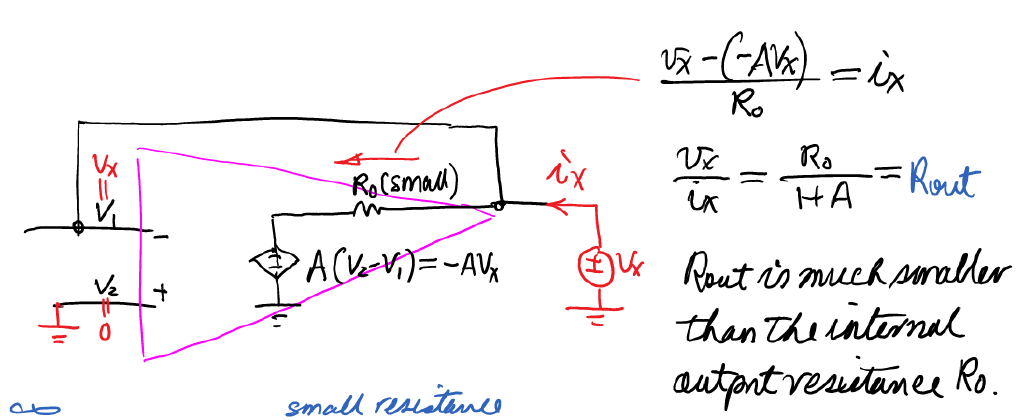 Vx
V1
−
V2
0
+
Ro(small)
A(V2−V1)=−AVx
ix
Vx
Vx−(−AVx) / Ro = ix
Vx / ix = Ro / 1+A = Rout
Rout is much smaller
than the internal
output resistance Ro.
small resistance